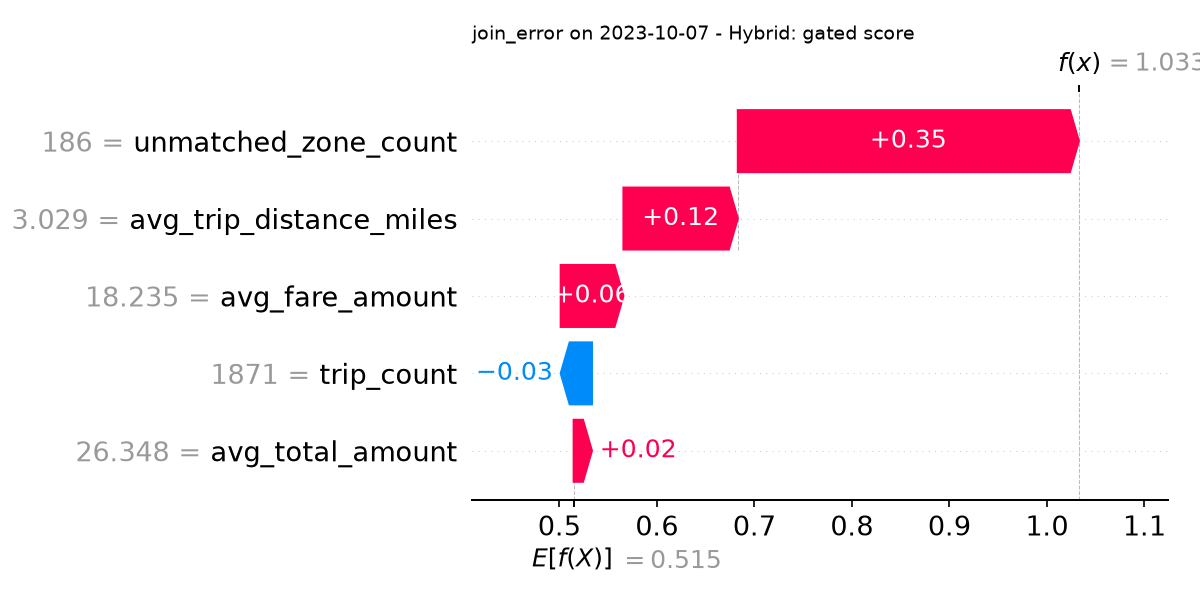 join_error on 2023-10-07 - Hybrid: gated score
f(x) = 1.033
186 = unmatched_zone_count
+0.35
3.029 = avg_trip_distance_miles
+0.12
18.235 = avg_fare_amount
+0.06
1871 = trip_count
−0.03
26.348 = avg_total_amount
+0.02
0.5 0.6 0.7 0.8 0.9 1.0 1.1
E[f(X)] = 0.515